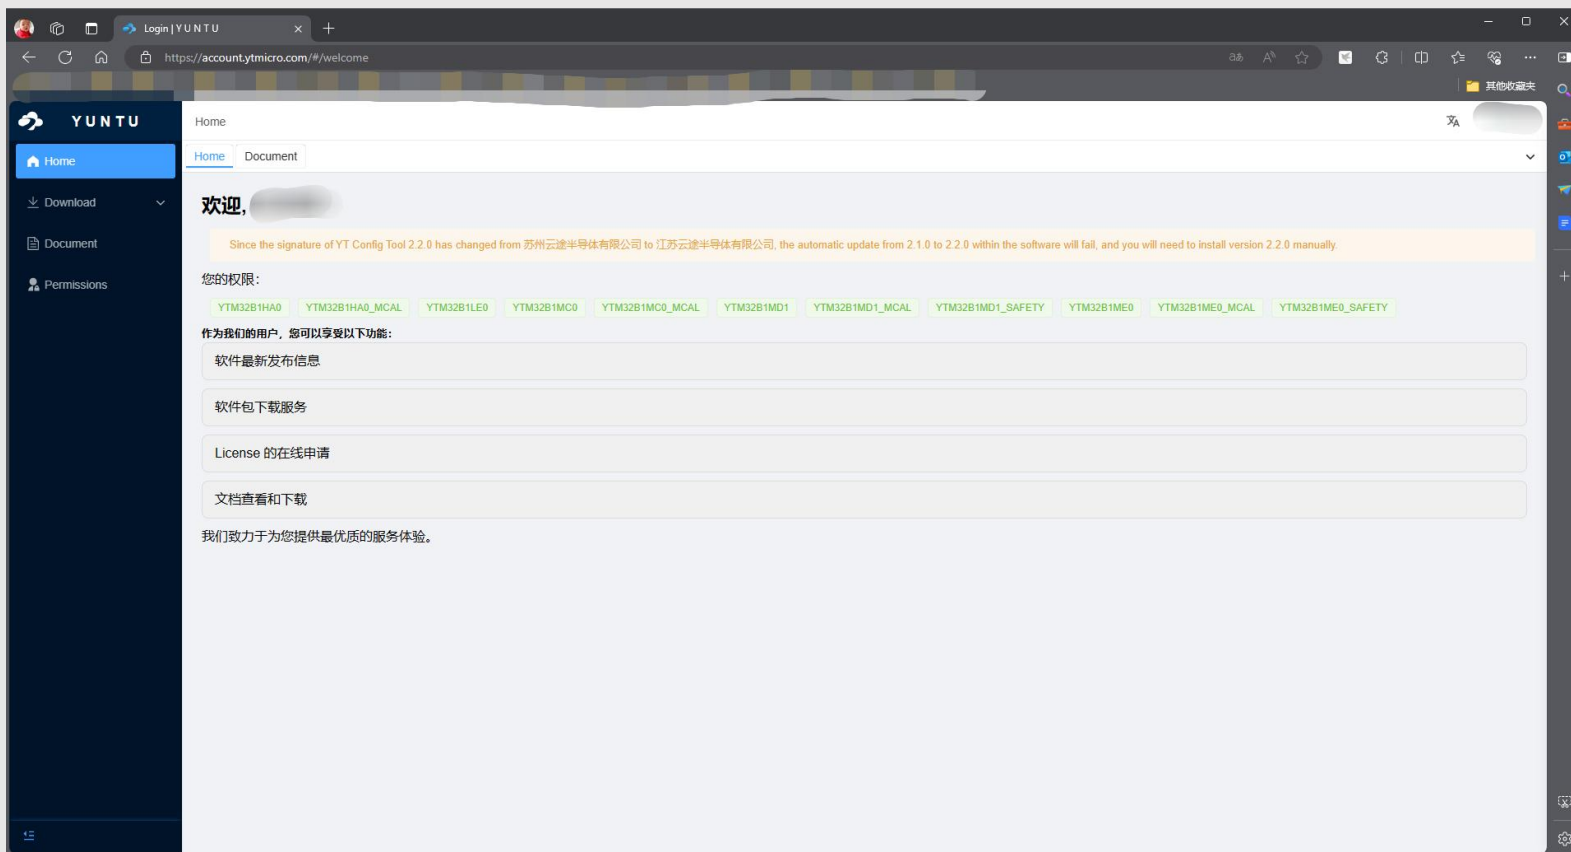 Login | Y U N T U
https://account.ytmicro.com/#/welcome
其他收藏夹
YUNTU
Home
Home
Home
Document
Download
Document
Permissions
欢迎,
Since the signature of YT Config Tool 2.2.0 has changed from 苏州云途半导体有限公司 to 江苏云途半导体有限公司, the automatic update from 2.1.0 to 2.2.0 within the software will fail, and you will need to install version 2.2.0 manually.
您的权限：
YTM32B1HA0 YTM32B1HA0_MCAL YTM32B1LE0 YTM32B1MC0 YTM32B1MC0_MCAL YTM32B1MD1 YTM32B1MD1_MCAL YTM32B1MD1_SAFETY YTM32B1ME0 YTM32B1ME0_MCAL YTM32B1ME0_SAFETY
作为我们的用户，您可以享受以下功能：
软件最新发布信息
软件包下载服务
License 的在线申请
文档查看和下载
我们致力于为您提供最优质的服务体验。